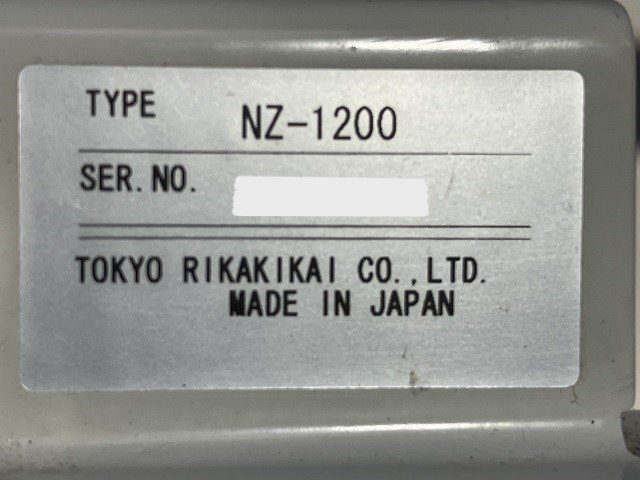 TYPE NZ-1200
SER. NO.
TOKYO RIKAKIKAI CO.,LTD.
MADE IN JAPAN